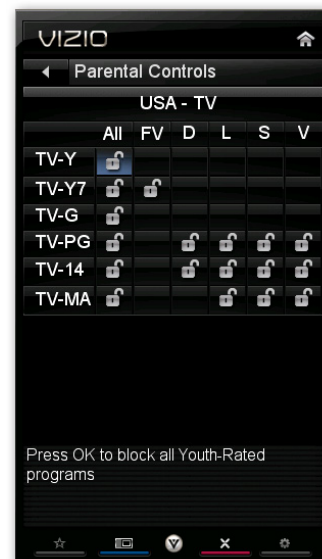 VIZIO
Parental Controls
USA - TV
All FV D L S V
TV-Y
TV-Y7
TV-G
TV-PG
TV-14
TV-MA
Press OK to block all Youth-Rated
programs
V